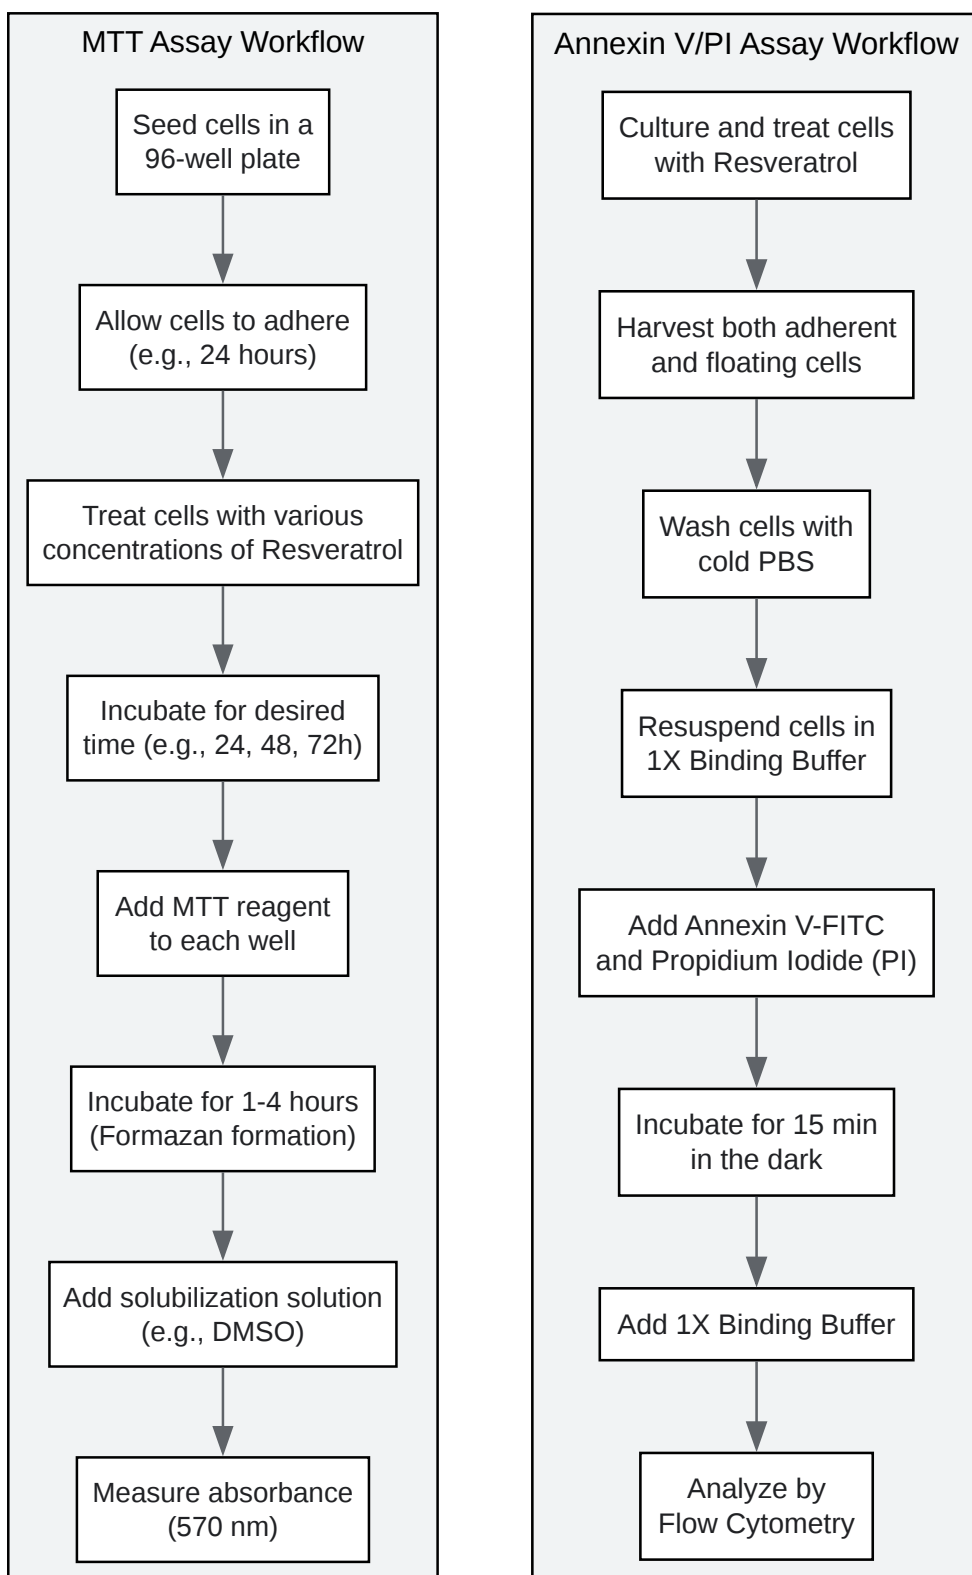 MTT Assay Workflow
Seed cells in a
96-well plate
Allow cells to adhere
(e.g., 24 hours)
Treat cells with various
concentrations of Resveratrol
Incubate for desired
time (e.g., 24, 48, 72h)
Add MTT reagent
to each well
Incubate for 1-4 hours
(Formazan formation)
Add solubilization solution
(e.g., DMSO)
Measure absorbance
(570 nm)
Annexin V/PI Assay Workflow
Culture and treat cells
with Resveratrol
Harvest both adherent
and floating cells
Wash cells with
cold PBS
Resuspend cells in
1X Binding Buffer
Add Annexin V-FITC
and Propidium Iodide (PI)
Incubate for 15 min
in the dark
Add 1X Binding Buffer
Analyze by
Flow Cytometry